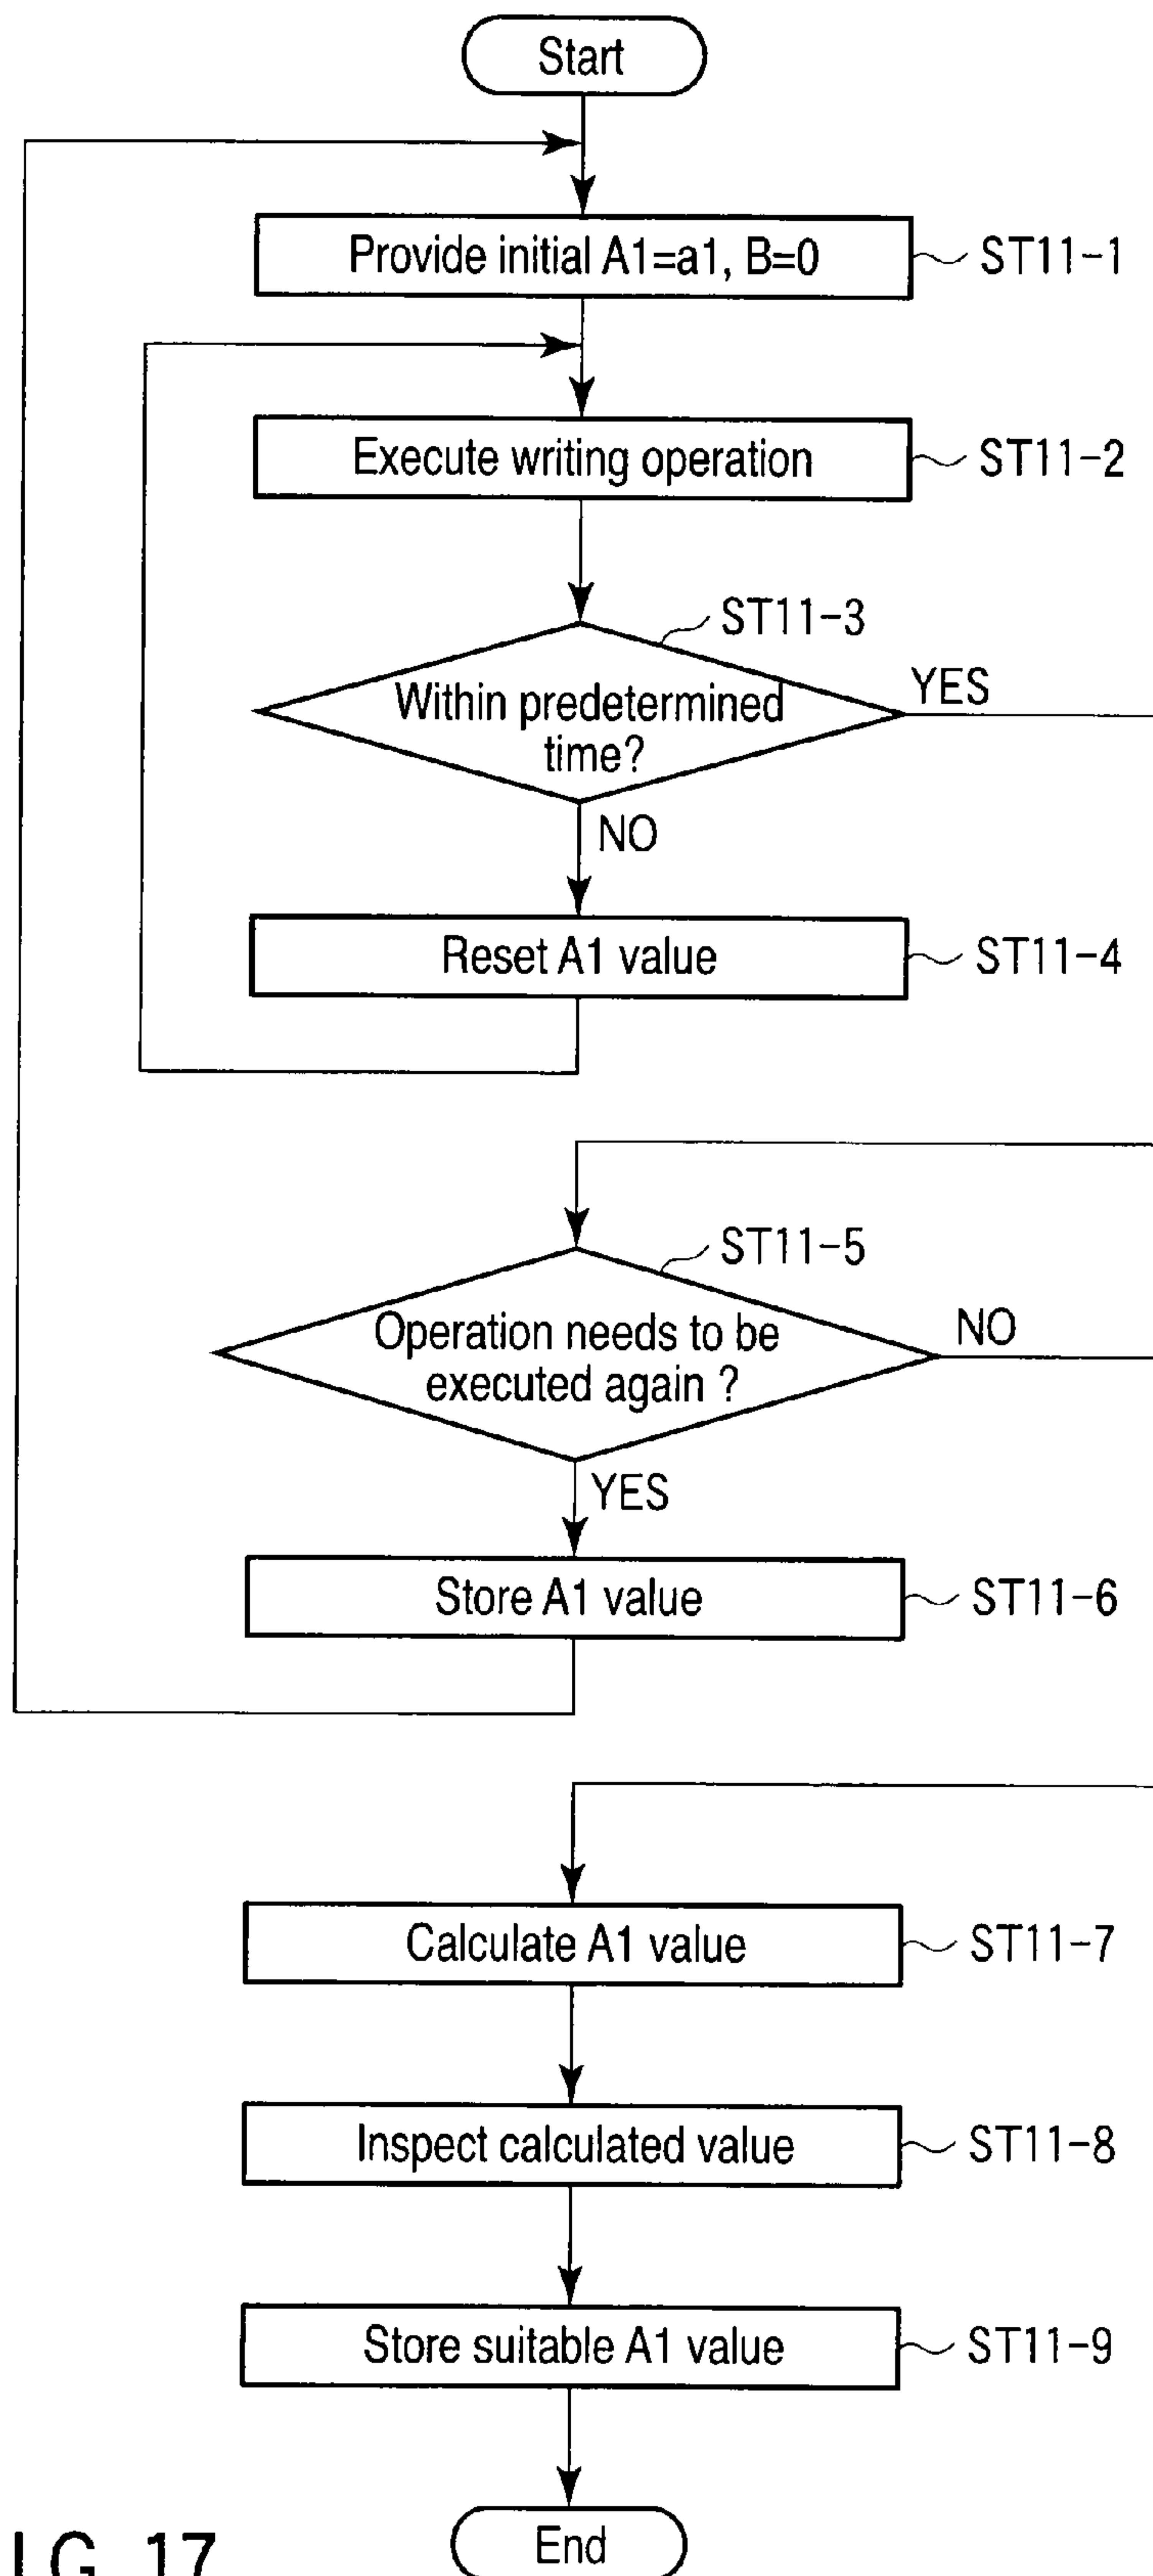 Start
Provide initial A1=a1, B=0
ST11-1
Execute writing operation
ST11-2
ST11-3
Within predetermined
time?
YES
NO
Reset A1 value
ST11-4
ST11-5
Operation needs to be
executed again ?
NO
YES
Store A1 value
ST11-6
Calculate A1 value
ST11-7
Inspect calculated value
ST11-8
Store suitable A1 value
ST11-9
End
IG. 17